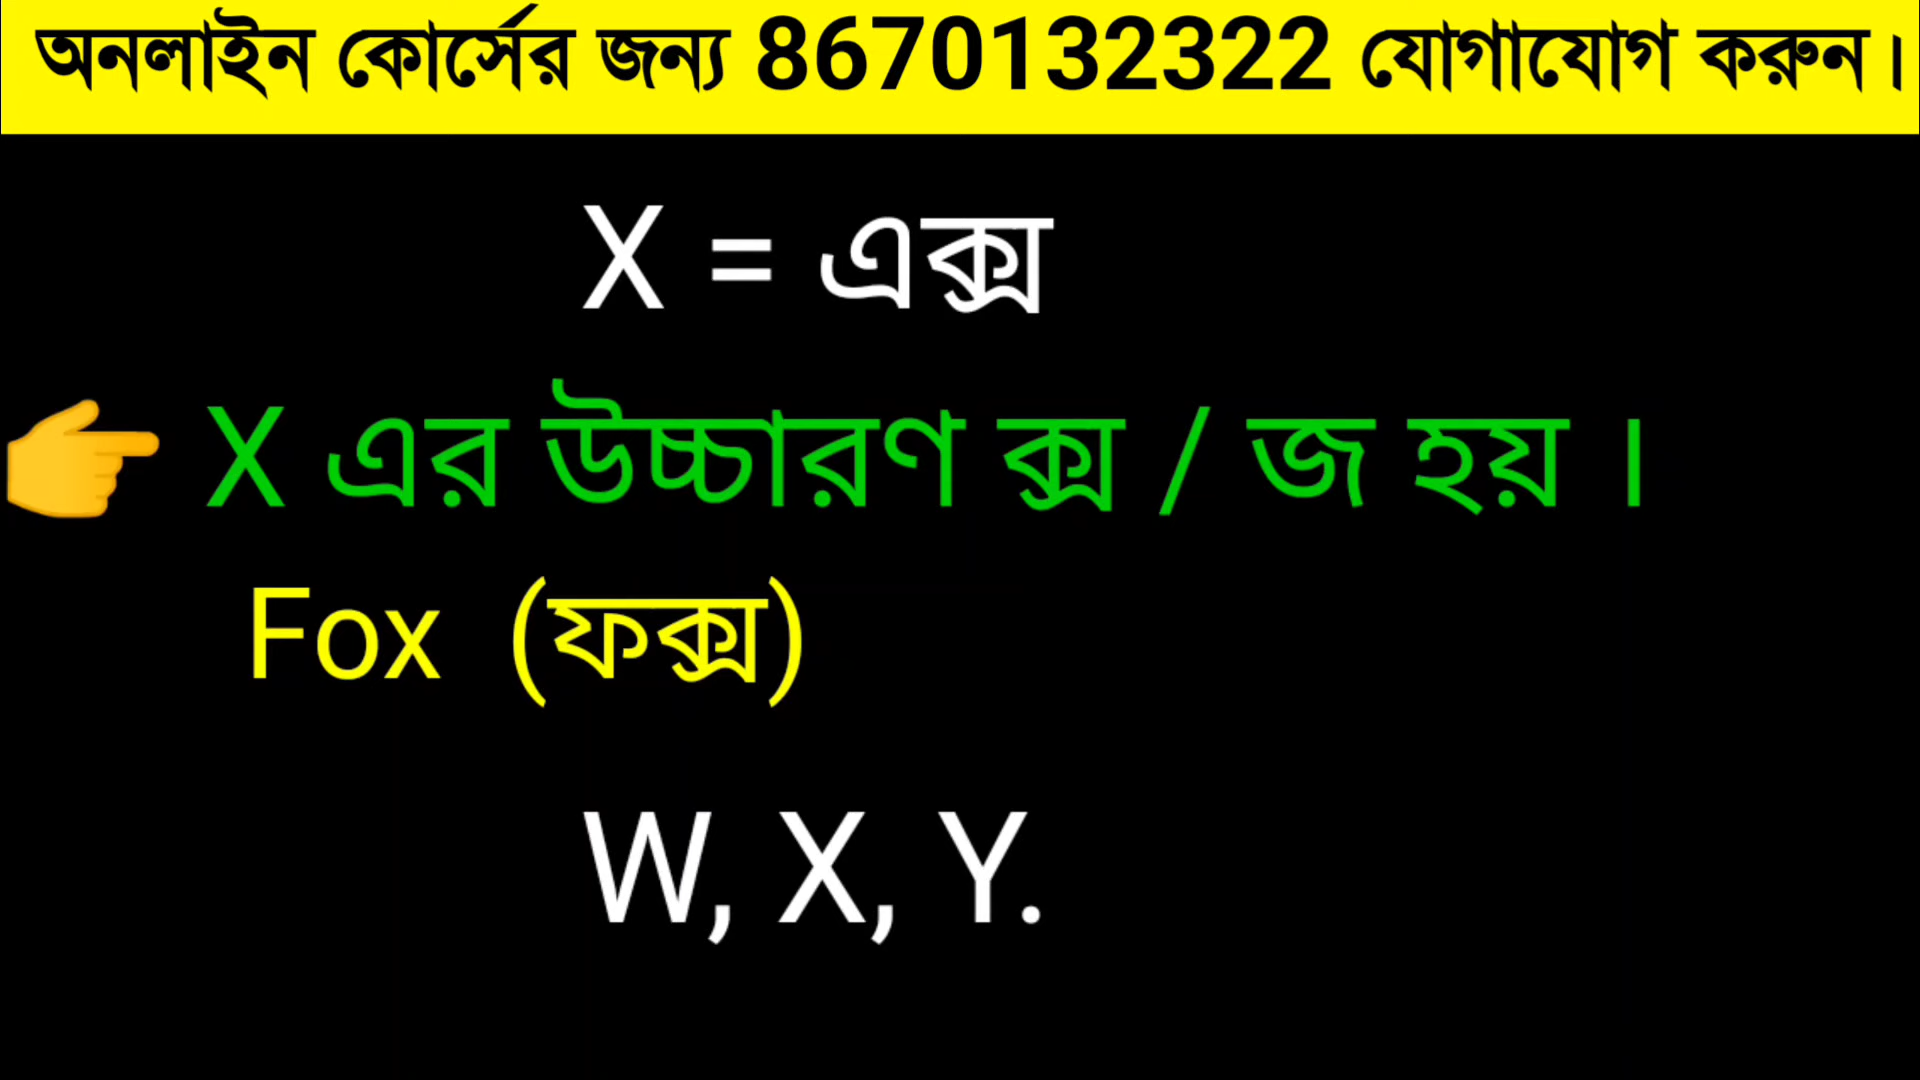 অনলাইন কোর্সের জন্য 8670132322 যোগাযোগ করুন।
X = এক্স
X এর উচ্চারণ ক্স / জ হয় ।
Fox (ফক্স)
W, X, Y.